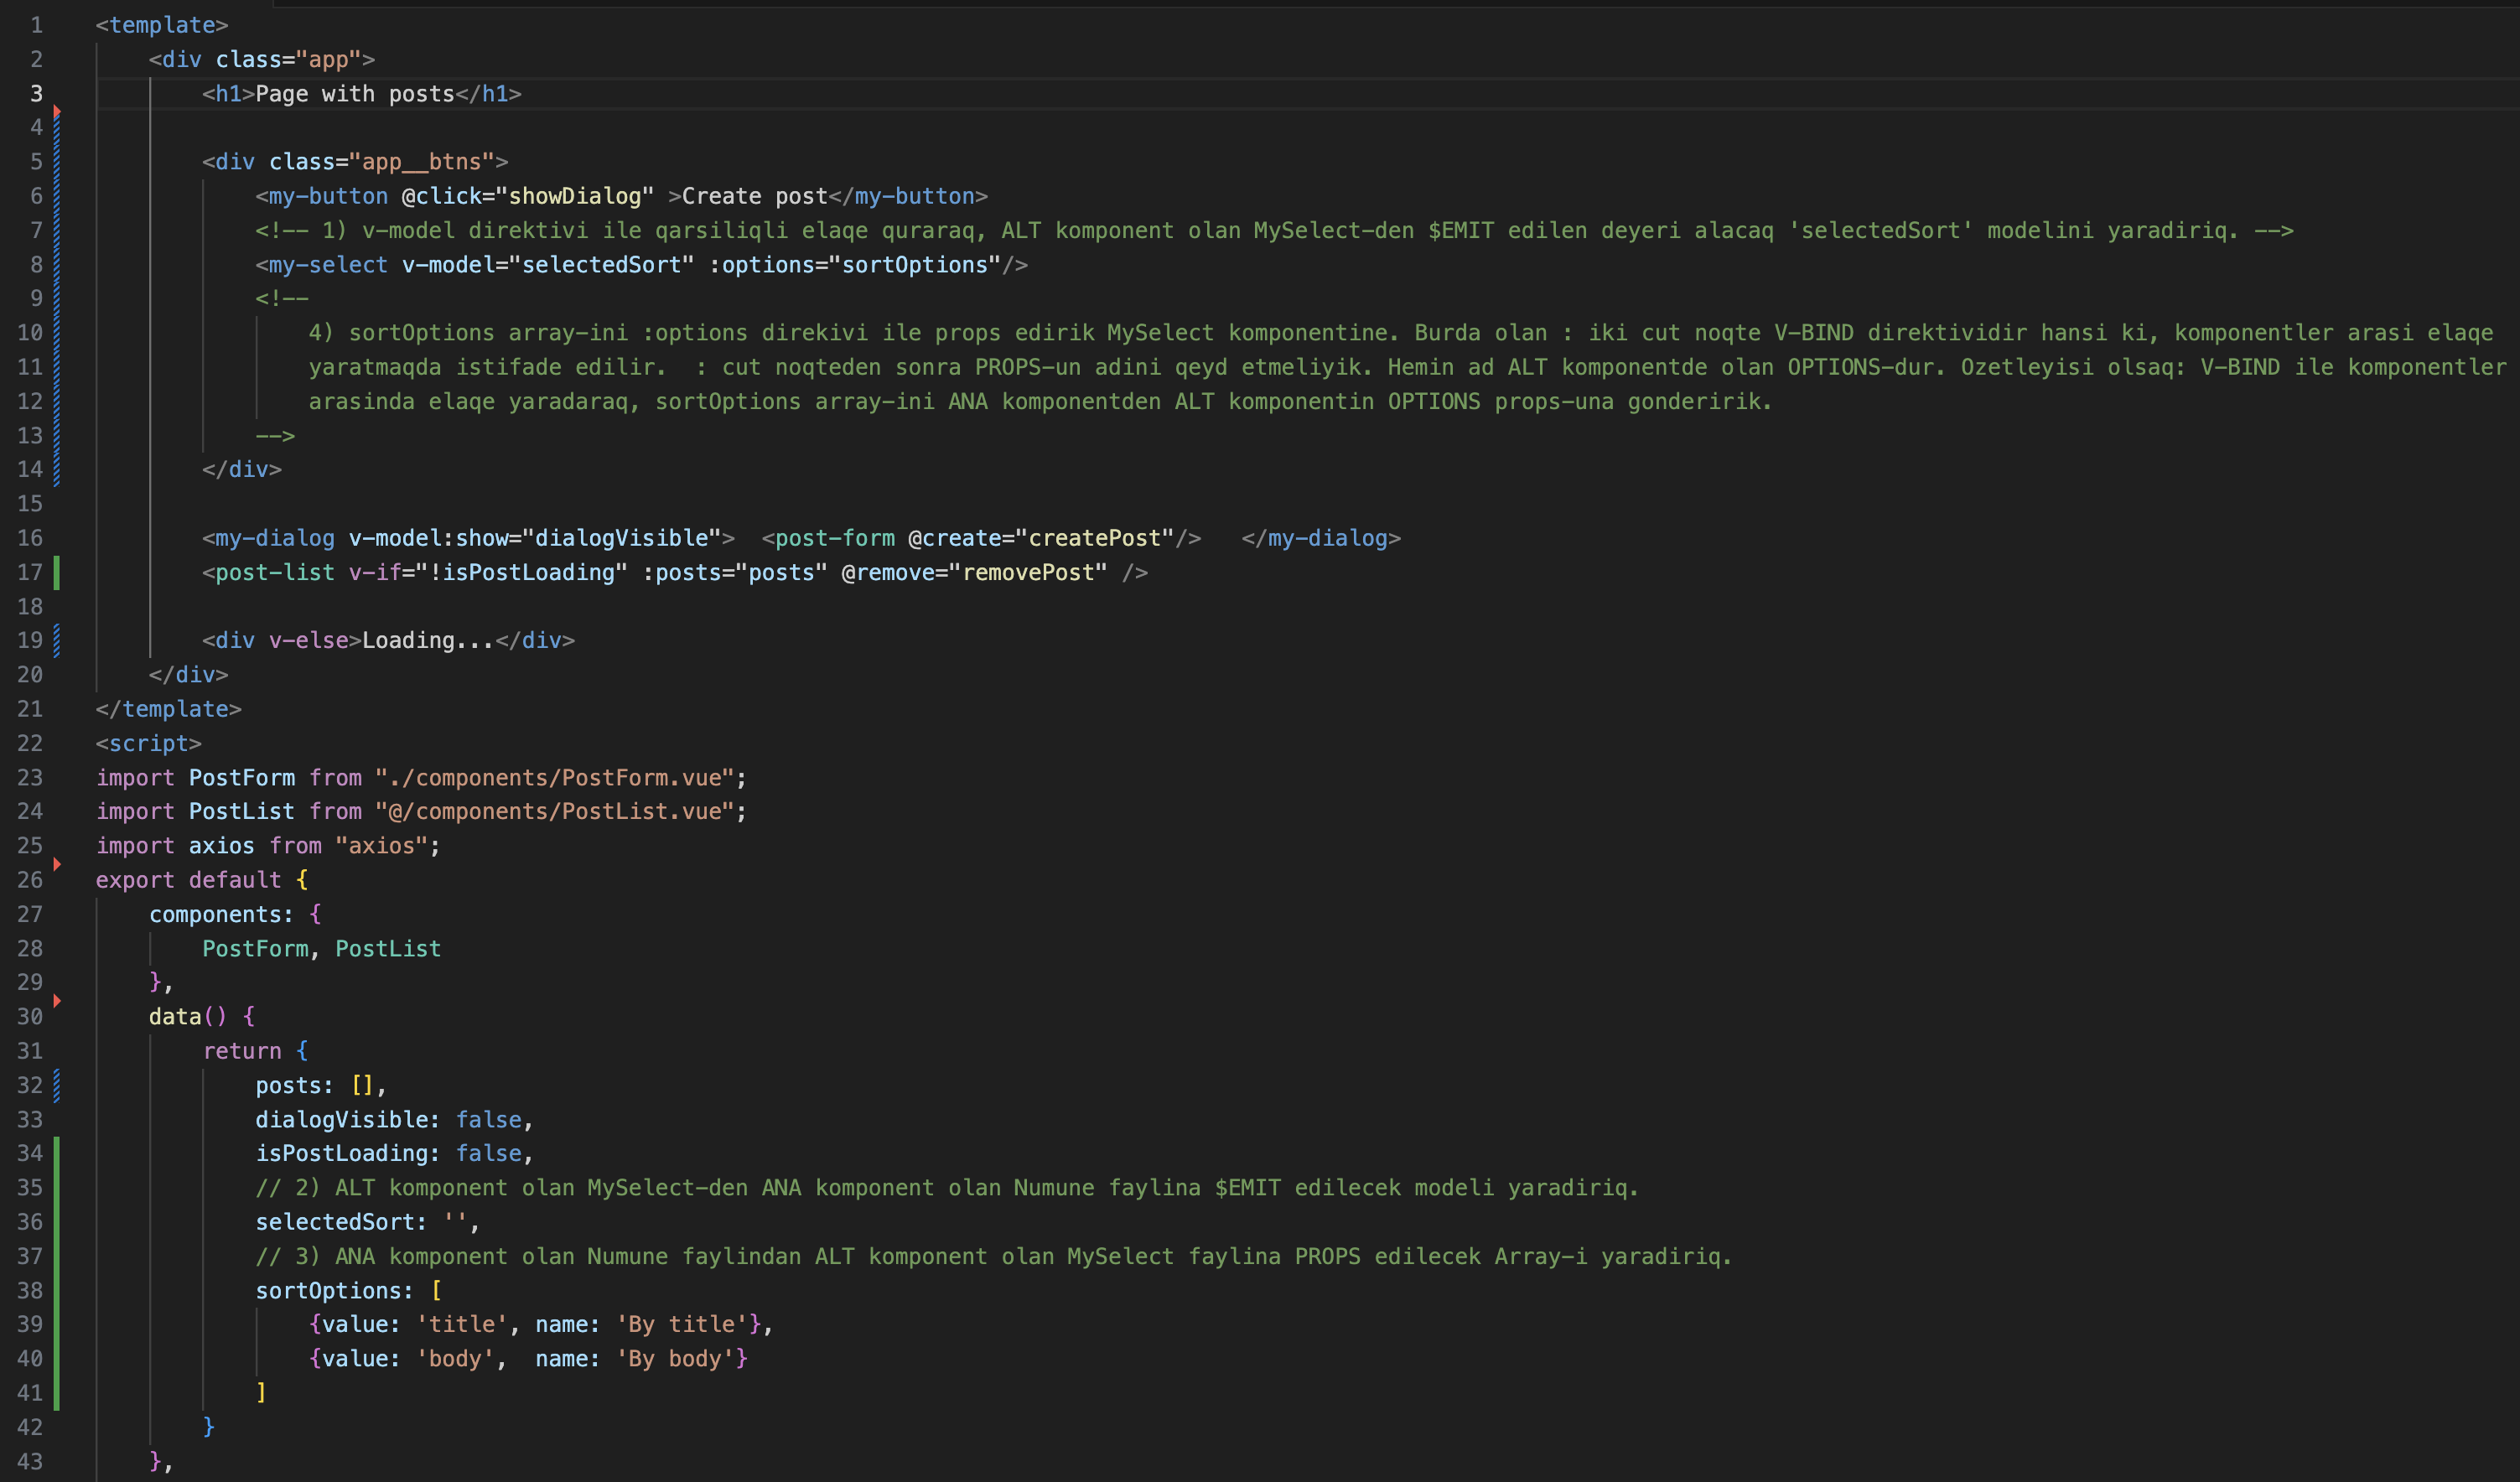 1 <template>
2 <div class="app">
3 <h1>Page with posts</h1>
4
5 <div class="app__btns">
6 <my-button @click="showDialog" >Create post</my-button>
7 <!-- 1) v-model direktivi ile qarsiliqli elaqe quraraq, ALT komponent olan MySelect-den $EMIT edilen deyeri alacaq 'selectedSort' modelini yaradiriq. -->
8 <my-select v-model="selectedSort" :options="sortOptions"/>
9 <!--
10 4) sortOptions array-ini :options direkivi ile props edirik MySelect komponentine. Burda olan : iki cut noqte V-BIND direktividir hansi ki, komponentler arasi elaqe
11 yaratmaqda istifade edilir.  : cut noqteden sonra PROPS-un adini qeyd etmeliyik. Hemin ad ALT komponentde olan OPTIONS-dur. Ozetleyisi olsaq: V-BIND ile komponentler
12 arasinda elaqe yaradaraq, sortOptions array-ini ANA komponentden ALT komponentin OPTIONS props-una gonderirik.
13 -->
14 </div>
15
16 <my-dialog v-model:show="dialogVisible">  <post-form @create="createPost"/>   </my-dialog>
17 <post-list v-if="!isPostLoading" :posts="posts" @remove="removePost" />
18
19 <div v-else>Loading...</div>
20 </div>
21 </template>
22 <script>
23 import PostForm from "./components/PostForm.vue";
24 import PostList from "@/components/PostList.vue";
25 import axios from "axios";
26 export default {
27 components: {
28 PostForm, PostList
29 },
30 data() {
31 return {
32 posts: [],
33 dialogVisible: false,
34 isPostLoading: false,
35 // 2) ALT komponent olan MySelect-den ANA komponent olan Numune faylina $EMIT edilecek modeli yaradiriq.
36 selectedSort: '',
37 // 3) ANA komponent olan Numune faylindan ALT komponent olan MySelect faylina PROPS edilecek Array-i yaradiriq.
38 sortOptions: [
39 {value: 'title', name: 'By title'},
40 {value: 'body',  name: 'By body'}
41 ]
42 }
43 },